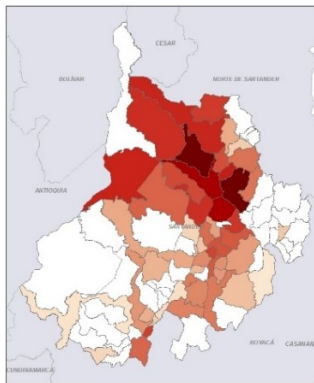 CESAR
BOLÍVAR
NORTE DE SANTANDER
ANTIOQUIA
SANTANDER
BOYACÁ
CASANARE
CUNDINAMARCA